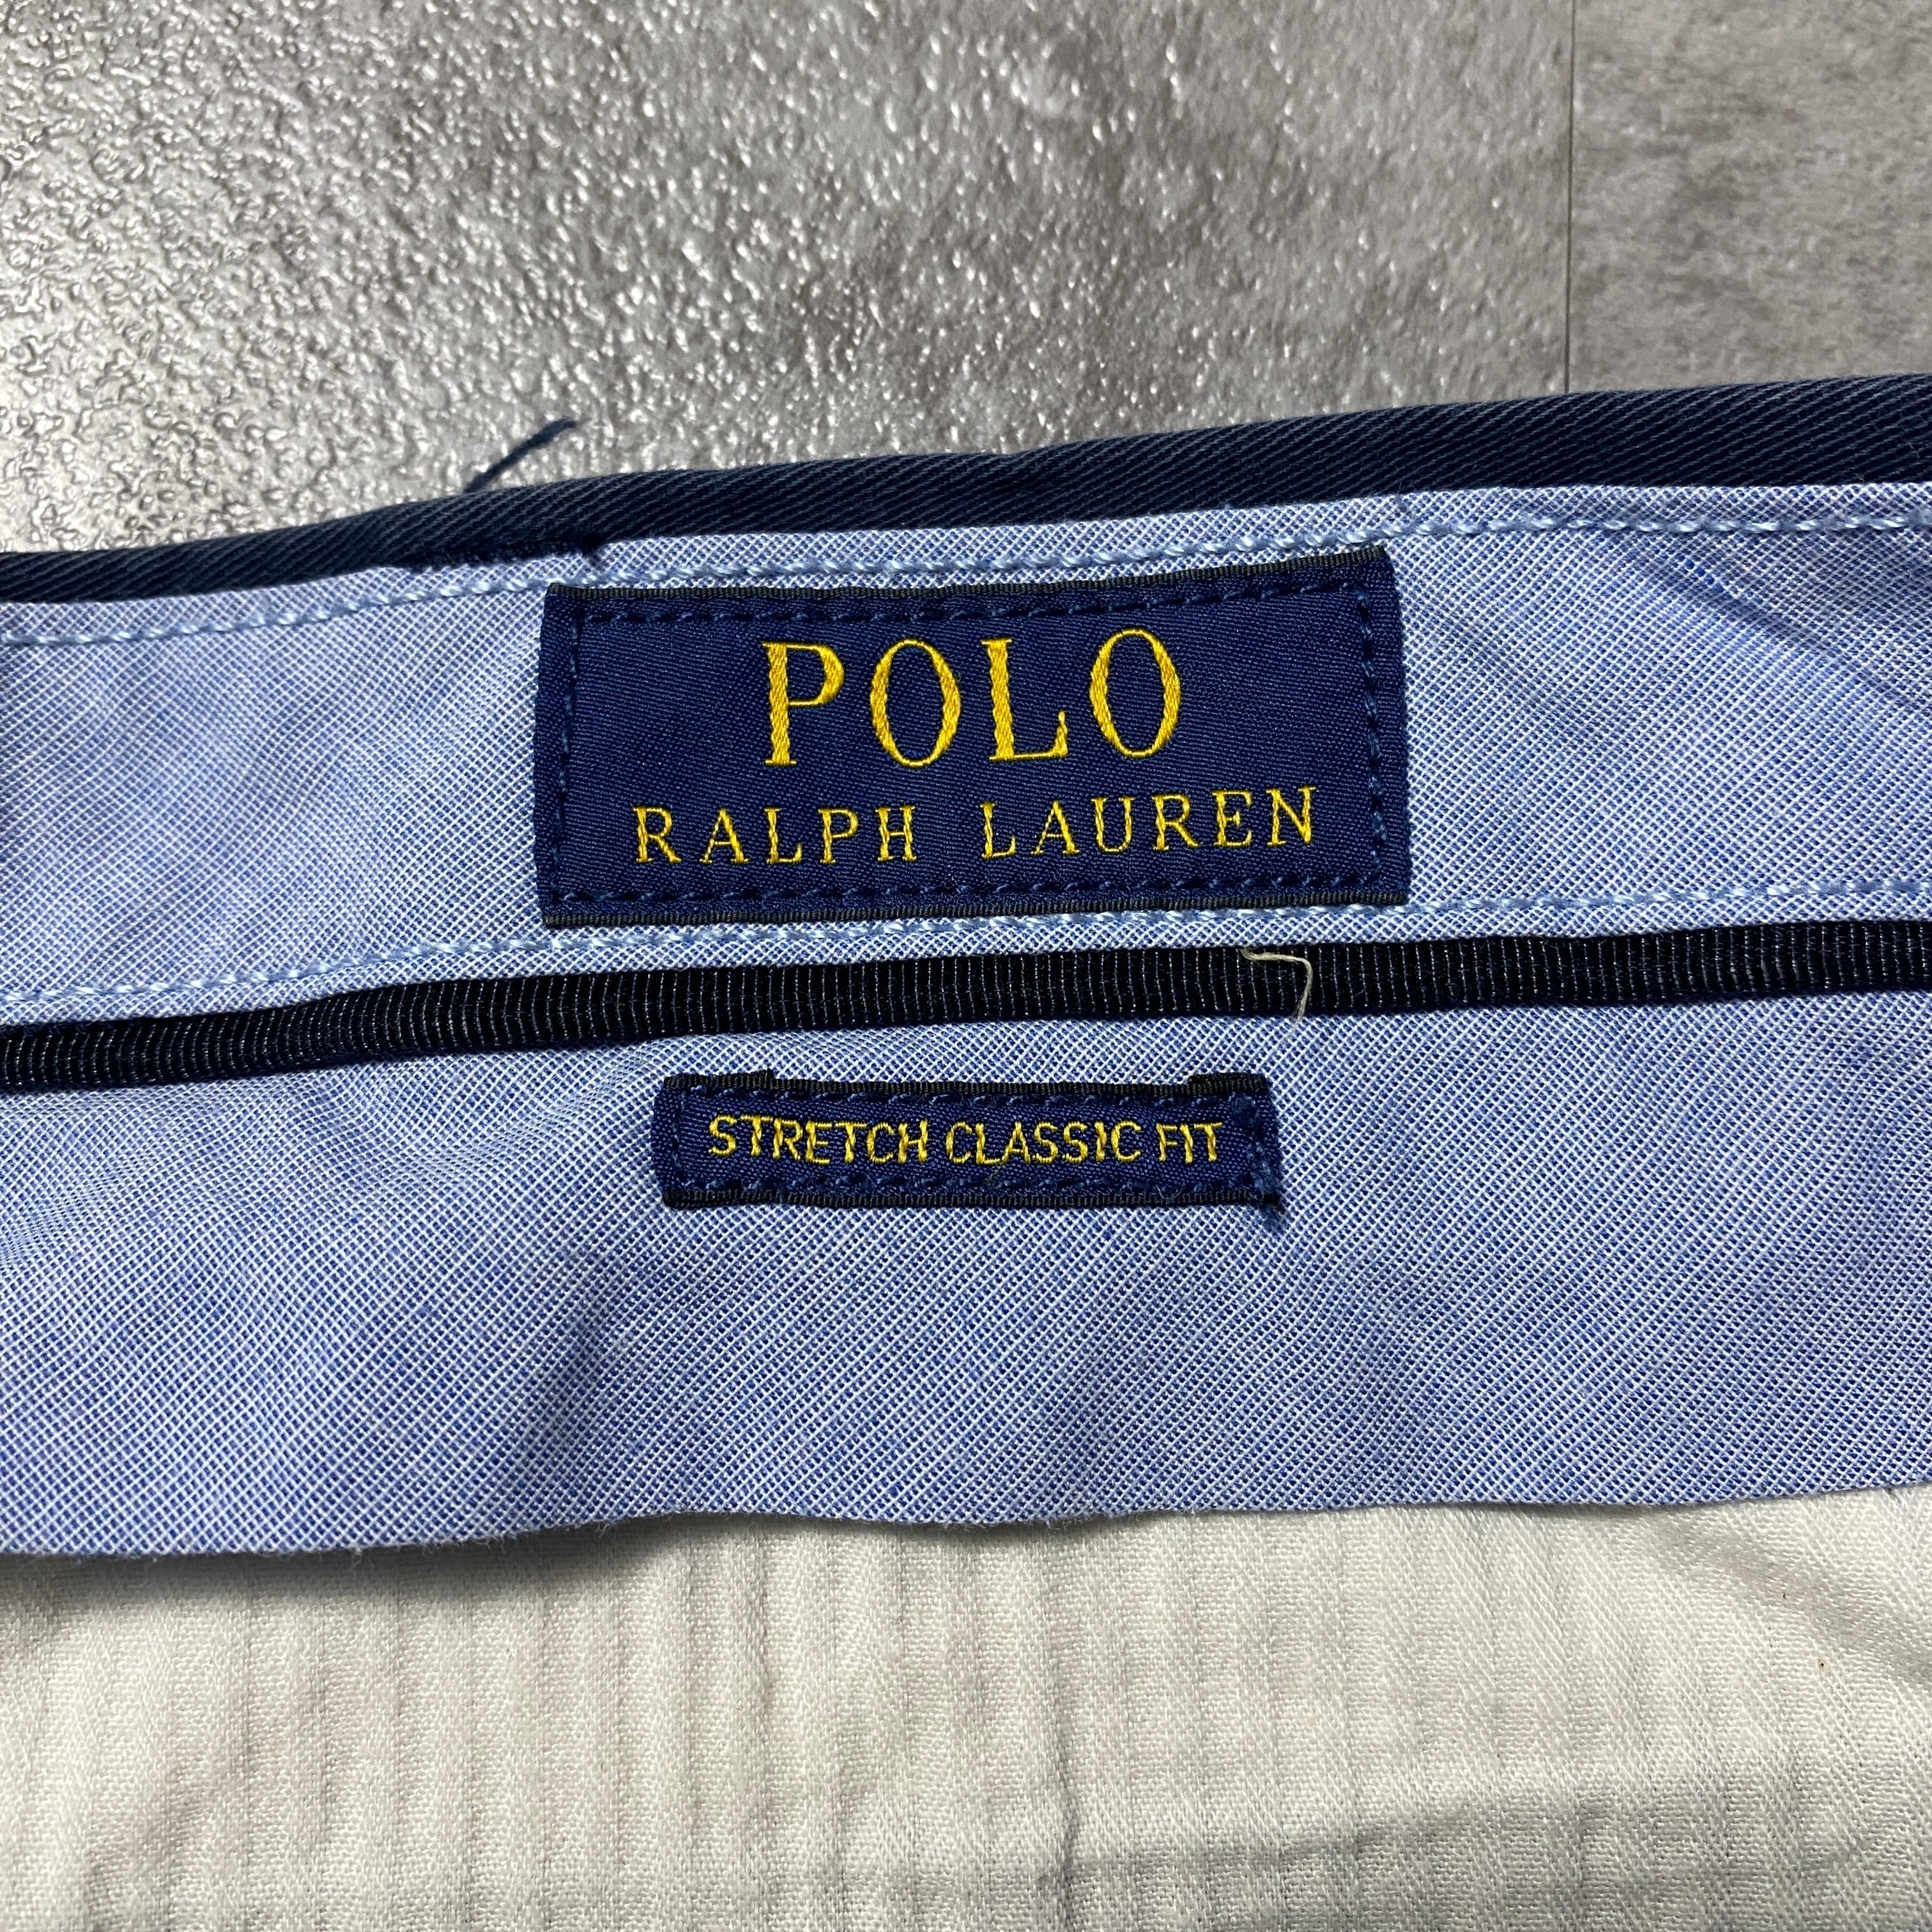 POLO
RALPH LAUREN
STRETCH CLASSIC FIT